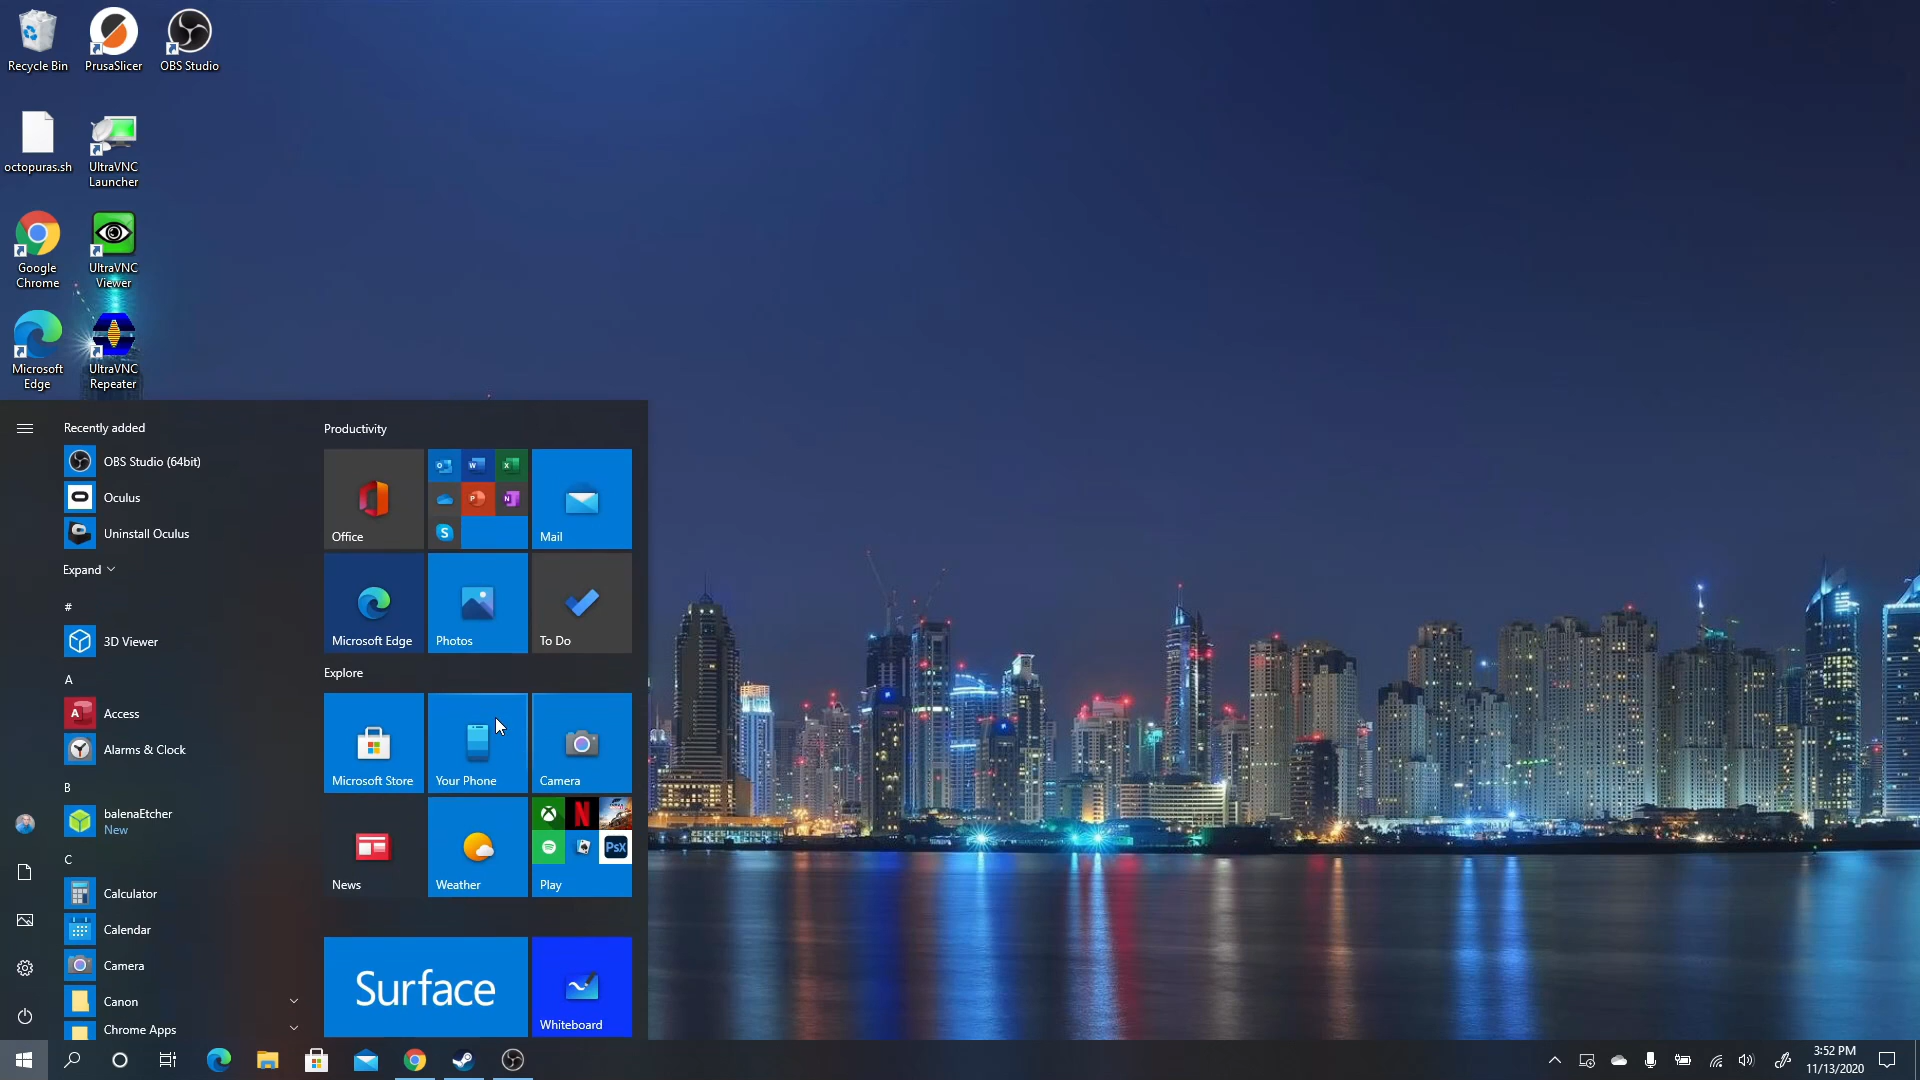 Recycle Bin
PrusaSlicer
OBS Studio
octopuras.sh
UltraVNC
Launcher
Google
Chrome
UltraVNC
Viewer
Microsoft
Edge
UltraVNC
Repeater
Recently added
OBS Studio (64bit)
Oculus
Uninstall Oculus
Expand
#
3D Viewer
A
Access
Alarms & Clock
B
balenaEtcher
New
C
Calculator
Calendar
Camera
Canon
Chrome Apps
Productivity
Office
Mail
Microsoft Edge
Photos
To Do
Explore
Microsoft Store
Your Phone
Camera
News
Weather
PsX
Play
Surface
Whiteboard
3:52 PM
11/13/2020